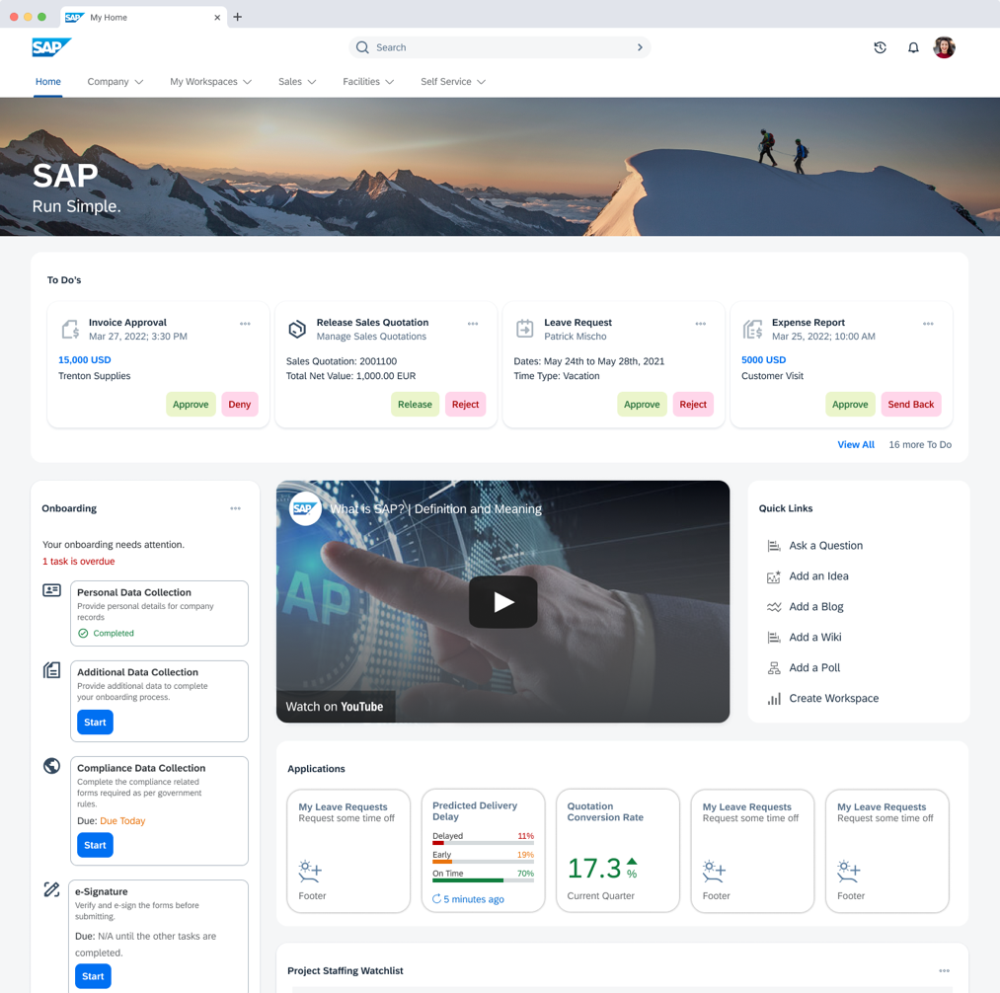 SAP My Home
SAP
Search
Home
Company
My Workspaces
Sales
Facilities
Self Service
SAP
Run Simple.
To Do's
Invoice Approval
Mar 27, 2022; 3:30 PM
15,000 USD
Trenton Supplies
Approve
Deny
Release Sales Quotation
Manage Sales Quotations
Sales Quotation: 2001100
Total Net Value: 1,000.00 EUR
Release
Reject
Leave Request
Patrick Mischo
Dates: May 24th to May 28th, 2021
Time Type: Vacation
Approve
Reject
Expense Report
Mar 25, 2022; 10:00 AM
5000 USD
Customer Visit
Approve
Send Back
View All
16 more To Do
Onboarding
Your onboarding needs attention.
1 task is overdue
Personal Data Collection
Provide personal details for company
records
Completed
Additional Data Collection
Provide additional data to complete
your onboarding process.
Start
Compliance Data Collection
Complete the compliance related
forms required as per government
rules.
Due: Due Today
Start
e-Signature
Verify and e-sign the forms before
submitting.
Due: N/A until the other tasks are
completed.
Start
SAP
What is SAP? | Definition and Meaning
SAP
Watch on YouTube
Quick Links
Ask a Question
Add an Idea
Add a Blog
Add a Wiki
Add a Poll
Create Workspace
Applications
My Leave Requests
Request some time off
Footer
Predicted Delivery
Delay
Delayed 11%
Early 19%
On Time 70%
5 minutes ago
Quotation
Conversion Rate
17.3 %
Current Quarter
My Leave Requests
Request some time off
Footer
My Leave Requests
Request some time off
Footer
Project Staffing Watchlist